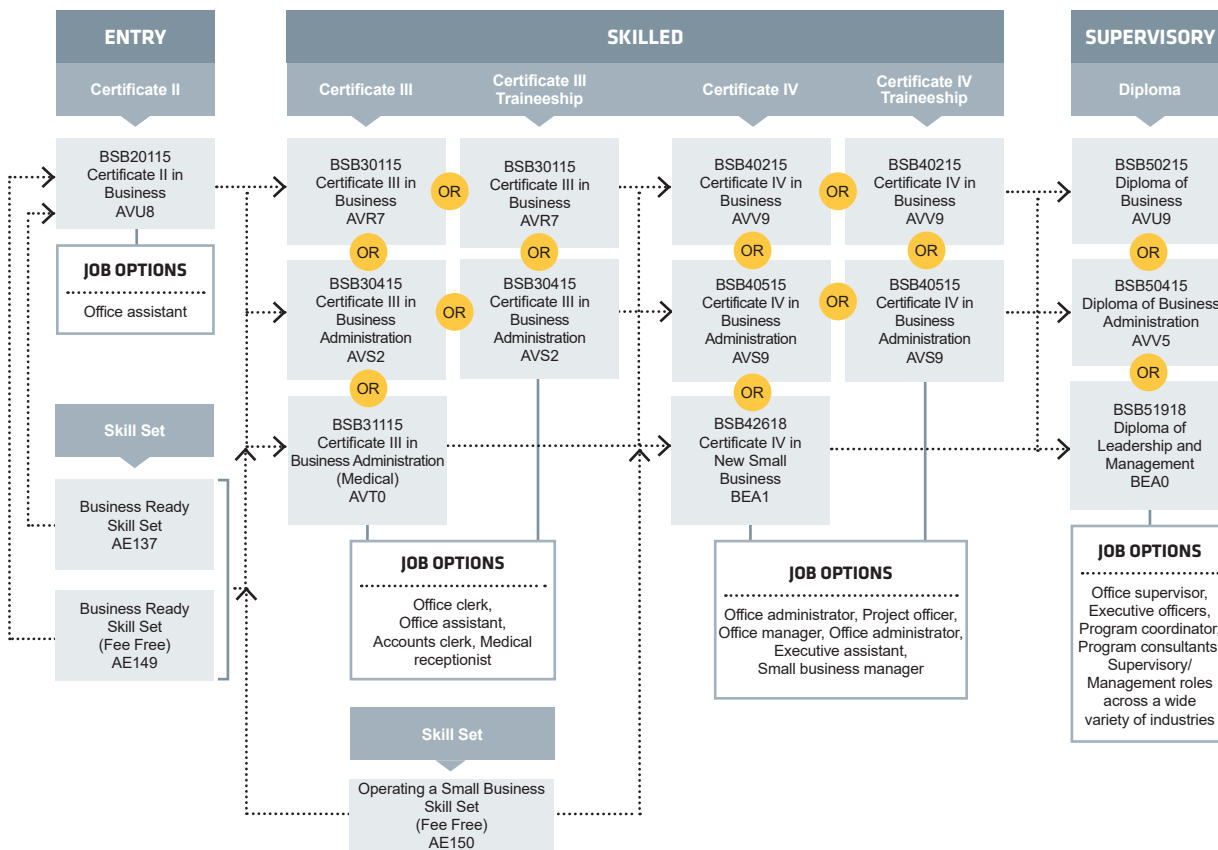 ENTRY
Certificate II
BSB20115
Certificate II in
Business
AVU8
JOB OPTIONS
Office assistant
Skill Set
Business Ready
Skill Set
AE137
Business Ready
Skill Set
(Fee Free)
AE149
SKILLED
Certificate III
BSB30115
Certificate III in
Business
AVR7
OR
BSB30415
Certificate III in
Business
Administration
AVS2
OR
BSB31115
Certificate III in
Business Administration
(Medical)
AVT0
OR
OR
Certificate III
Traineeship
BSB30115
Certificate III in
Business
AVR7
OR
BSB30415
Certificate III in
Business
Administration
AVS2
JOB OPTIONS
Office clerk,
Office assistant,
Accounts clerk, Medical
receptionist
Skill Set
Operating a Small Business
Skill Set
(Fee Free)
AE150
Certificate IV
BSB40215
Certificate IV in
Business
AVV9
OR
BSB40515
Certificate IV in
Business
Administration
AVS9
OR
BSB42618
Certificate IV in
New Small
Business
BEA1
OR
OR
Certificate IV
Traineeship
BSB40215
Certificate IV in
Business
AVV9
OR
BSB40515
Certificate IV in
Business
Administration
AVS9
JOB OPTIONS
Office administrator, Project officer,
Office manager, Office administrator,
Executive assistant,
Small business manager
SUPERVISORY
Diploma
BSB50215
Diploma of
Business
AVU9
OR
BSB50415
Diploma of Business
Administration
AVV5
OR
BSB51918
Diploma of
Leadership and
Management
BEA0
JOB OPTIONS
Office supervisor,
Executive officers,
Program coordinator,
Program consultants
Supervisory/
Management roles
across a wide
variety of industries